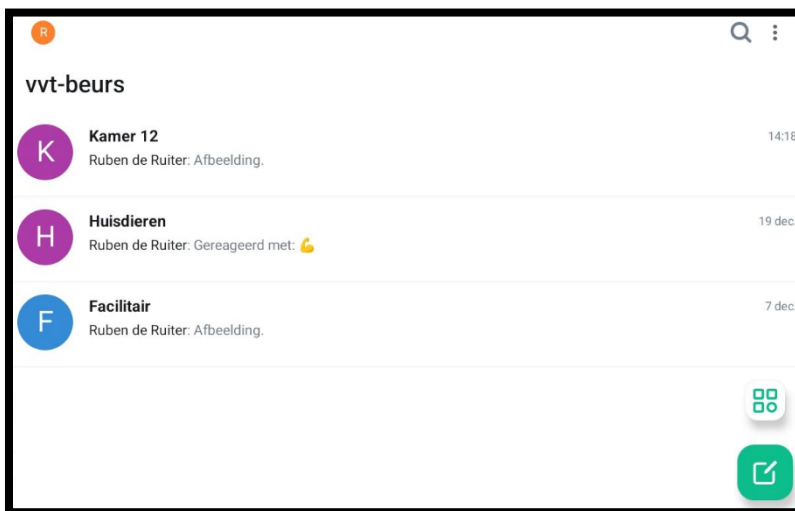 R
vvt-beurs
K
Kamer 12
14:18
Ruben de Ruiter: Afbeelding.
H
Huisdieren
19 dec.
Ruben de Ruiter: Gereageerd met: 💪
F
Facilitair
7 dec.
Ruben de Ruiter: Afbeelding.